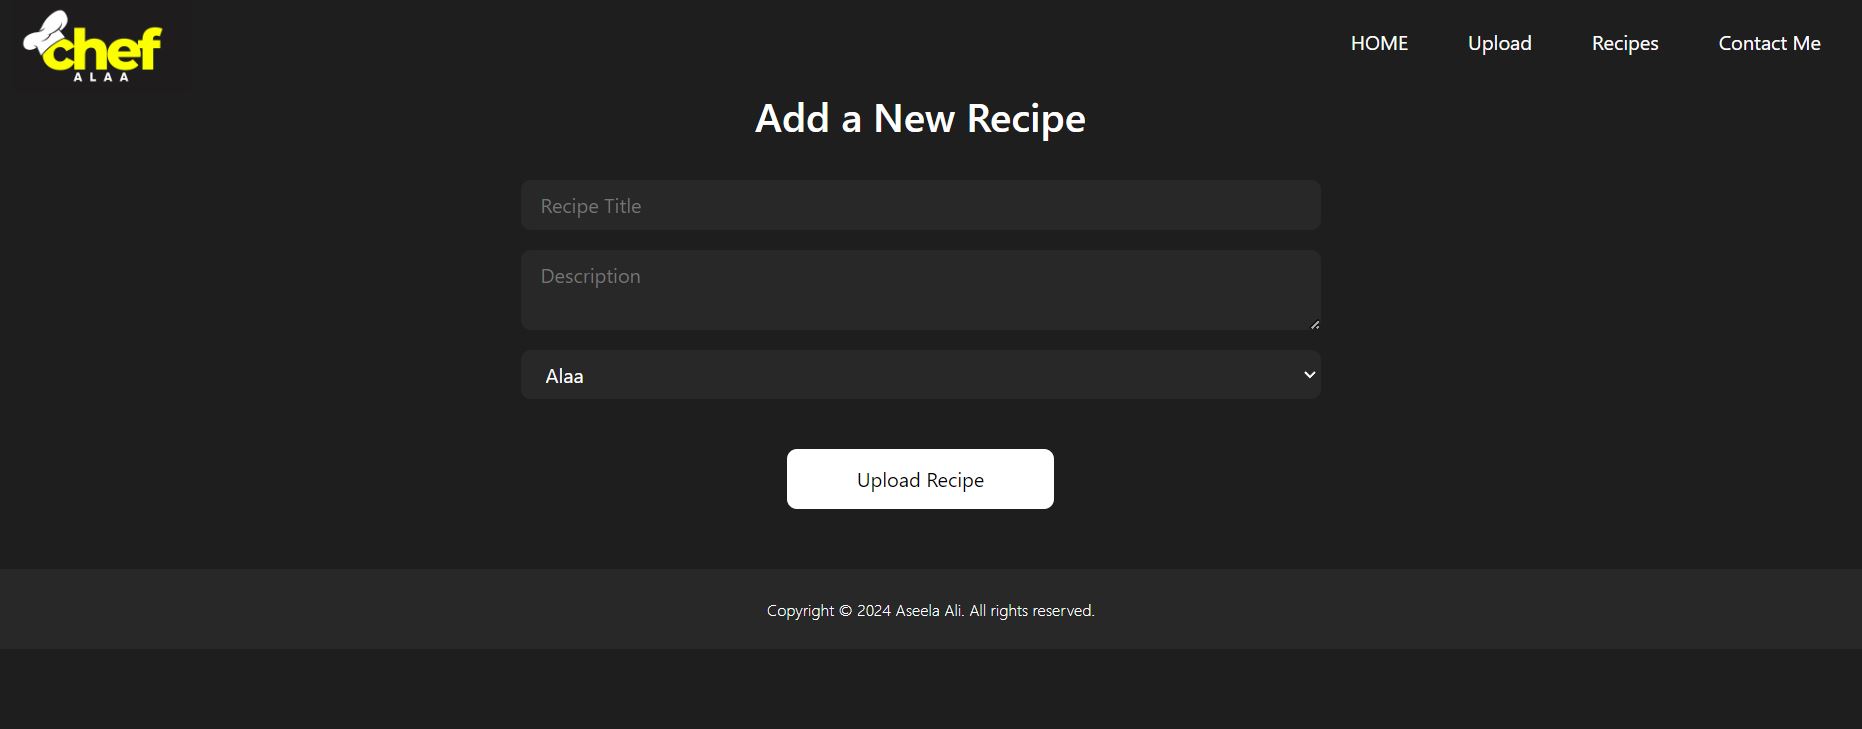 chef
ALAA
HOME Upload Recipes Contact Me
Add a New Recipe
Recipe Title
Description
Alaa
Upload Recipe
Copyright © 2024 Aseela Ali. All rights reserved.